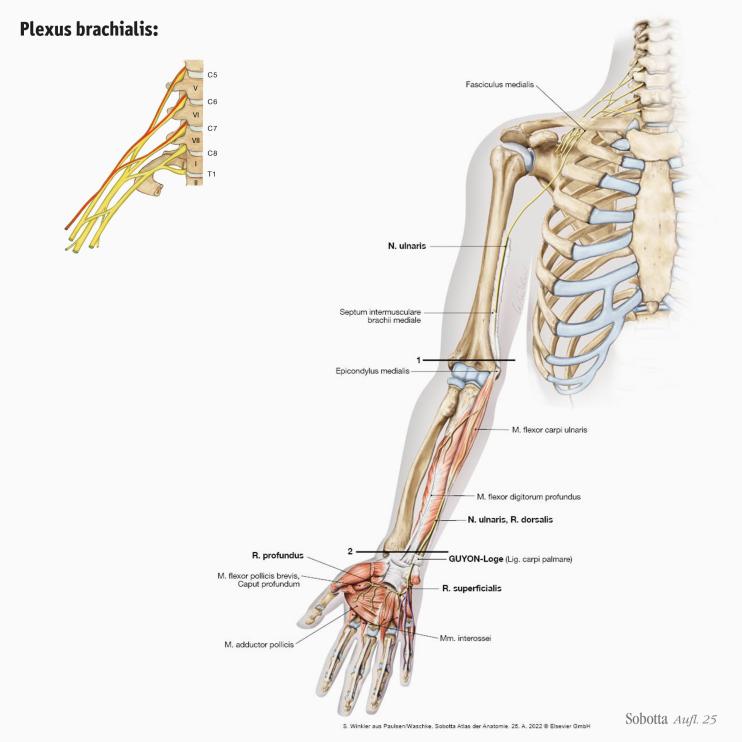 Plexus brachialis:
C5
V
C6
VI
C7
VII
C8
I
T1
II
Fasciculus medialis
N. ulnaris
Septum intermusculare
brachii mediale
1
Epicondylus medialis
M. flexor carpi ulnaris
M. flexor digitorum profundus
N. ulnaris, R. dorsalis
2
R. profundus
GUYON-Loge (Lig. carpi palmare)
M. flexor pollicis brevis,
Caput profundum
R. superficialis
M. adductor pollicis
Mm. interossei
Sobotta Aufl. 25
S. Winkler aus Paulsen/Waschke, Sobotta Atlas der Anatomie. 25. A. 2022 © Elsevier GmbH